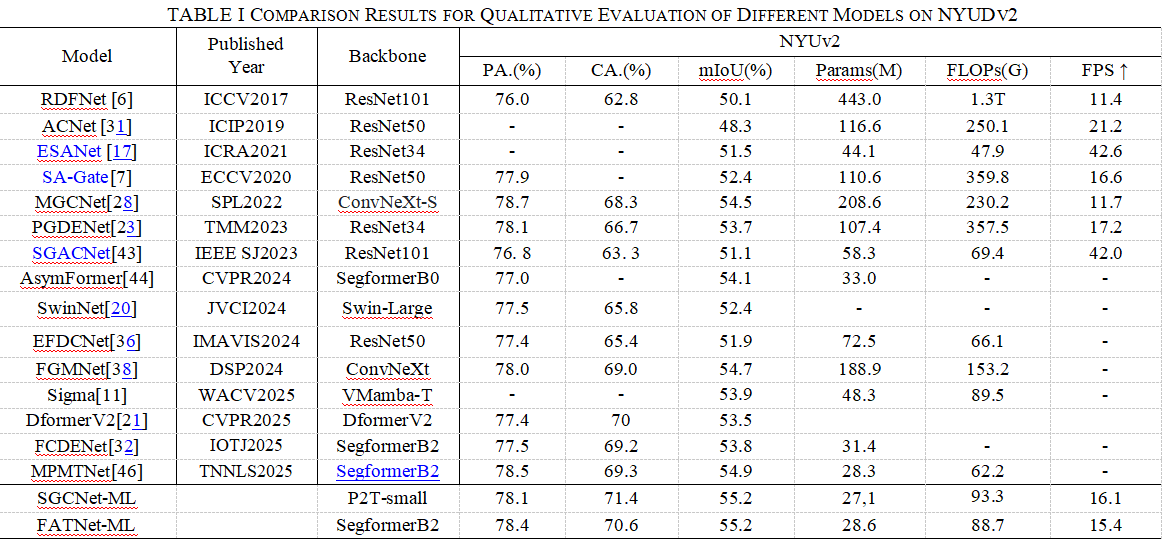 TABLE I COMPARISON RESULTS FOR QUALITATIVE EVALUATION OF DIFFERENT MODELS ON NYUDV2
Model Published Year Backbone NYUv2
PA.(%) CA.(%) mIoU(%) Params(M) FLOPs(G) FPS ↑
RDFNet [6] ICCV2017 ResNet101 76.0 62.8 50.1 443.0 1.3T 11.4
ACNet [31] ICIP2019 ResNet50 - - 48.3 116.6 250.1 21.2
ESANet [17] ICRA2021 ResNet34 - - 51.5 44.1 47.9 42.6
SA-Gate [7] ECCV2020 ResNet50 77.9 - 52.4 110.6 359.8 16.6
MGCNet[28] SPL2022 ConvNeXt-S 78.7 68.3 54.5 208.6 230.2 11.7
PGDENet[23] TMM2023 ResNet34 78.1 66.7 53.7 107.4 357.5 17.2
SGACNet[43] IEEE SJ2023 ResNet101 76. 8 63. 3 51.1 58.3 69.4 42.0
AsymFormer[44] CVPR2024 SegformerB0 77.0 - 54.1 33.0 - -
SwinNet[20] JVCI2024 Swin-Large 77.5 65.8 52.4 - - -
EFDCNet[36] IMAVIS2024 ResNet50 77.4 65.4 51.9 72.5 66.1 -
FGMNet[38] DSP2024 ConvNeXt 78.0 69.0 54.7 188.9 153.2 -
Sigma[11] WACV2025 VMamba-T - - 53.9 48.3 89.5 -
DformerV2[21] CVPR2025 DformerV2 77.4 70 53.5
FCDENet[32] IOTJ2025 SegformerB2 77.5 69.2 53.8 31.4 - -
MPMTNet[46] TNNLS2025 SegformerB2 78.5 69.3 54.9 28.3 62.2 -
SGCNet-ML P2T-small 78.1 71.4 55.2 27,1 93.3 16.1
FATNet-ML SegformerB2 78.4 70.6 55.2 28.6 88.7 15.4